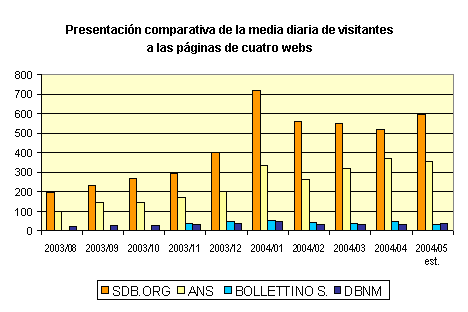 Presentación comparativa de la media diaria de visitantes
a las páginas de cuatro webs
800
700
600
500
400
300
200
100
0
2003/08 2003/09 2003/10 2003/11 2003/12 2004/01 2004/02 2004/03 2004/04 2004/05
est.
SDB.ORG ANS BOLLETTINO S. DBNM